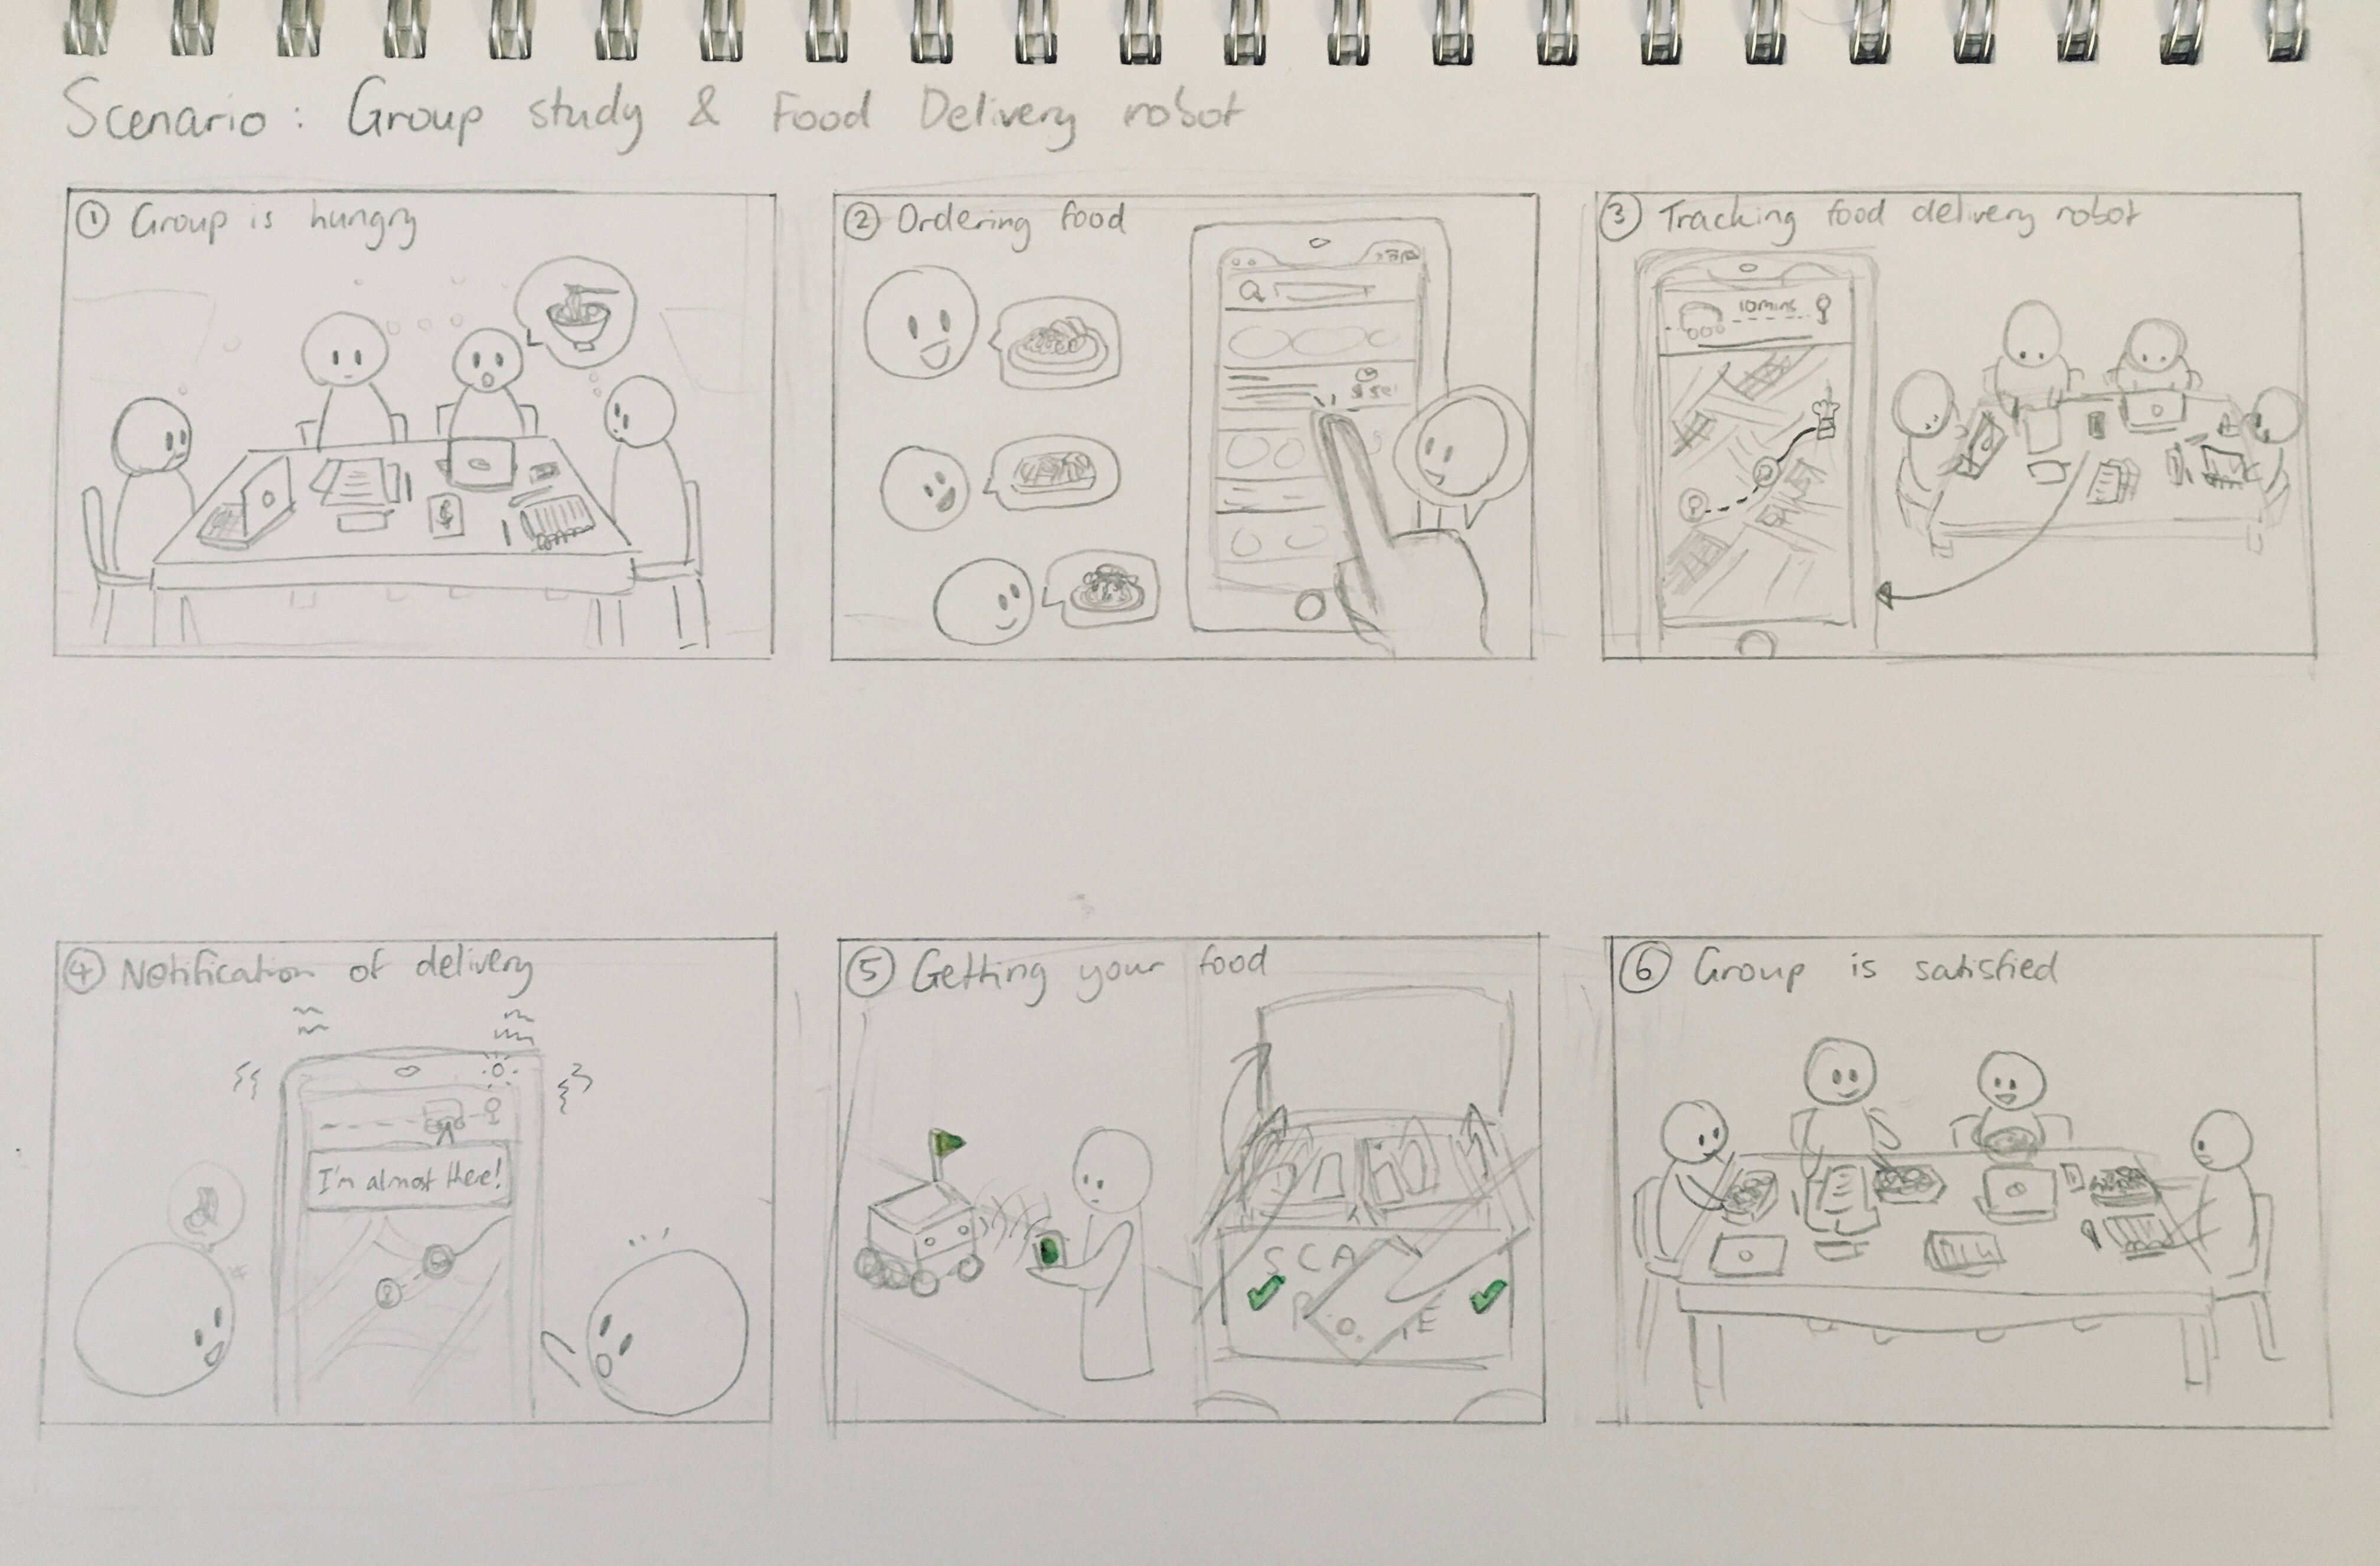 Scenario: Group study & Food Delivery robot
① Group is hungry
② Ordering food
③ Tracking food delivery robot
10mins
④ Notification of delivery
I'm almost there!
⑤ Getting your food
SCA
⑥ Group is satisfied